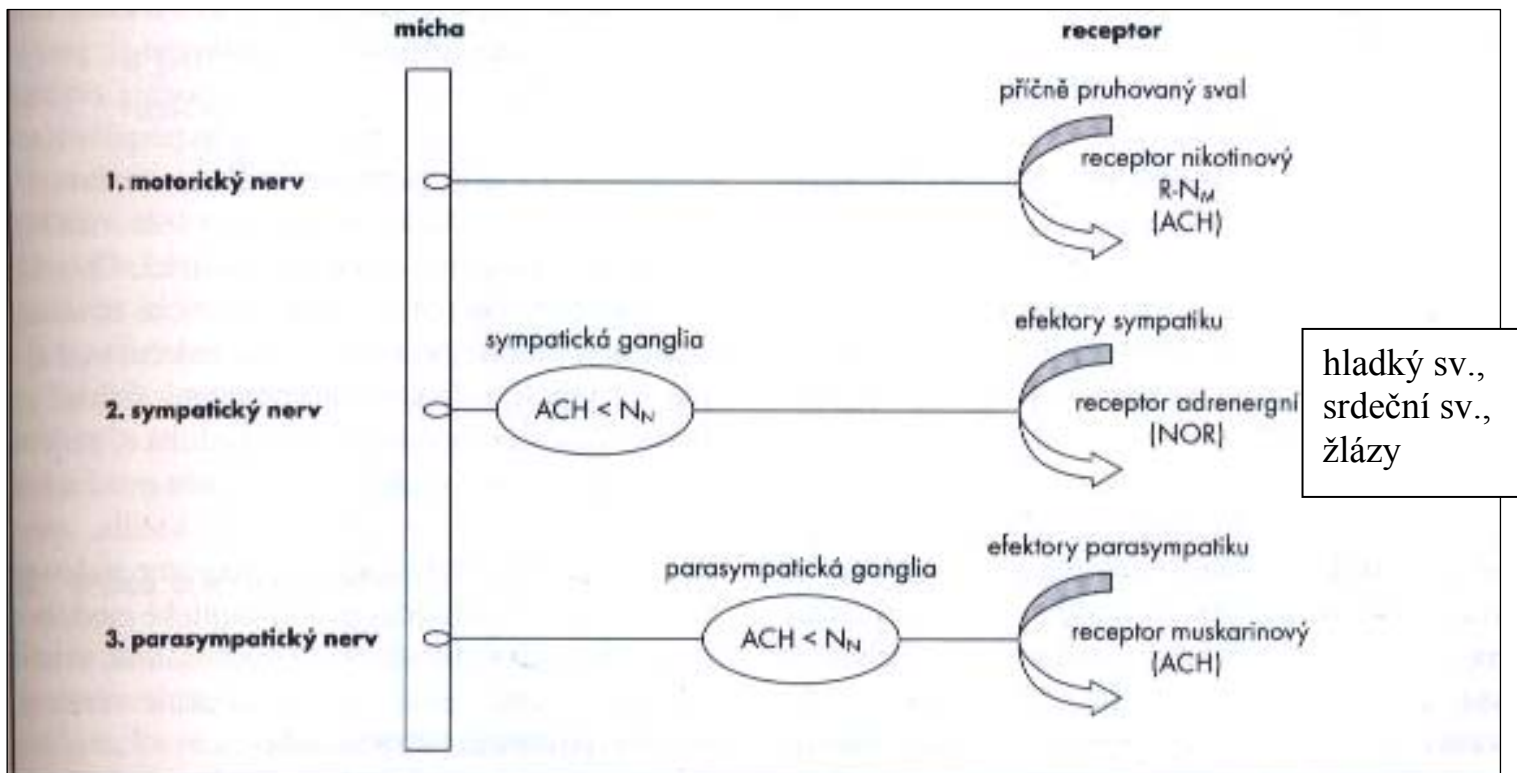 mícha
receptor
příčně pruhovaný sval
1. motorický nerv
receptor nikotinový
R-N_M
(ACH)
sympatická ganglia
efektory sympatiku
2. sympatický nerv
ACH < N_N
receptor adrenergní
(NOR)
hladký sv.,
srdeční sv.,
žlázy
parasympatická ganglia
efektory parasympatiku
3. parasympatický nerv
ACH < N_N
receptor muskarinový
(ACH)